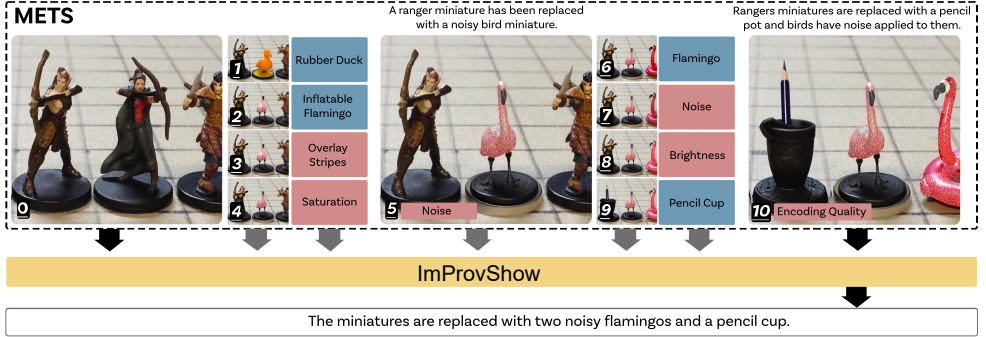 METS
A ranger miniature has been replaced
with a noisy bird miniature.
Rangers miniatures are replaced with a pencil
pot and birds have noise applied to them.
0
1
Rubber Duck
2
Inflatable
Flamingo
3
Overlay
Stripes
4
Saturation
5
Noise
6
Flamingo
7
Noise
8
Brightness
9
Pencil Cup
10
Encoding Quality
ImProvShow
The miniatures are replaced with two noisy flamingos and a pencil cup.